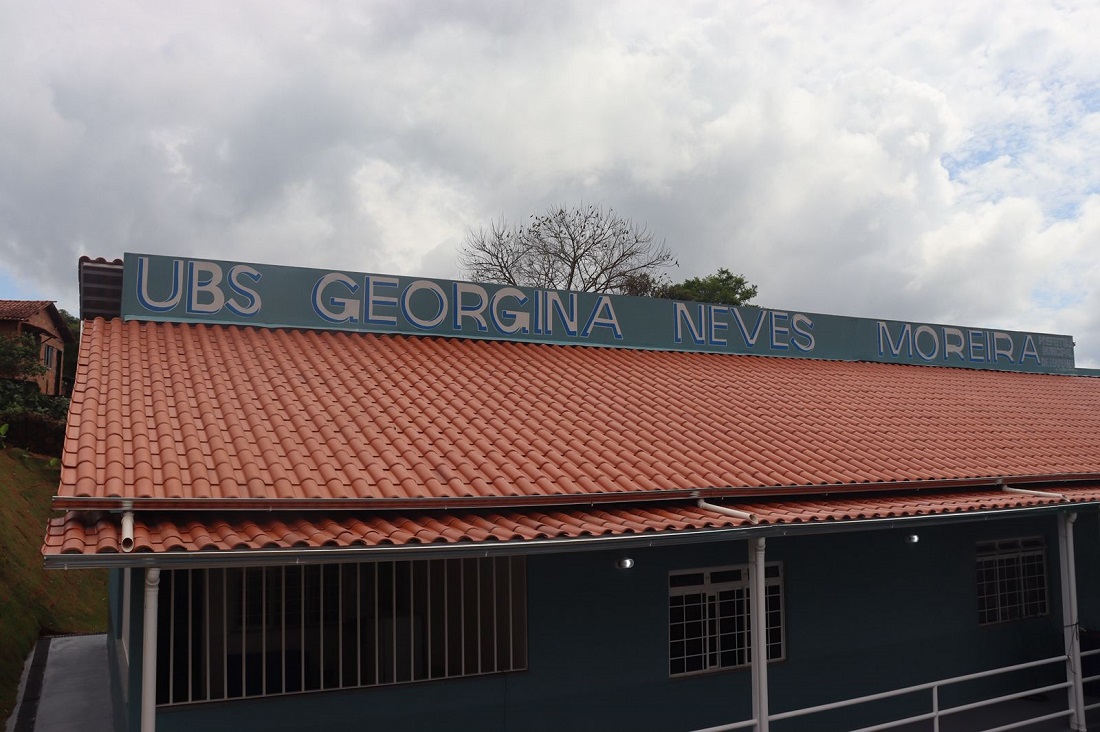 UBS GEORGINA NEVES MOREIRA